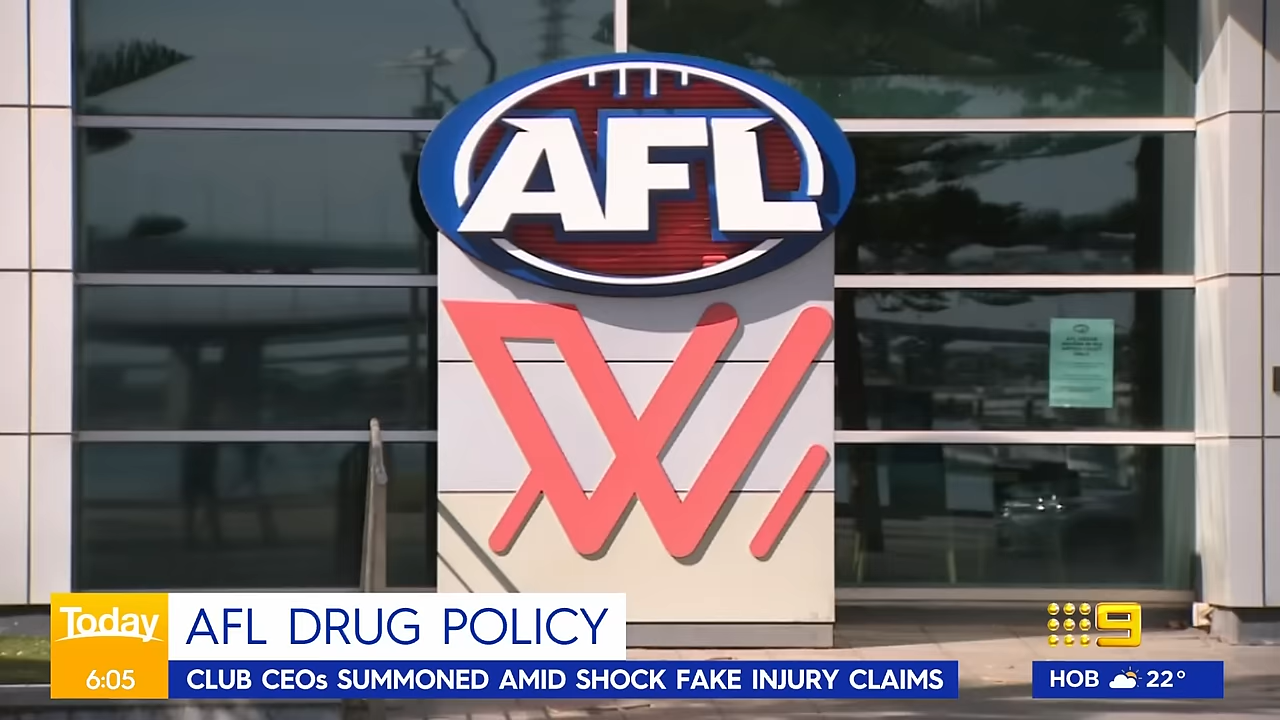 AFL
W
Today
6:05
AFL DRUG POLICY
CLUB CEOs SUMMONED AMID SHOCK FAKE INJURY CLAIMS
9
HOB 22°